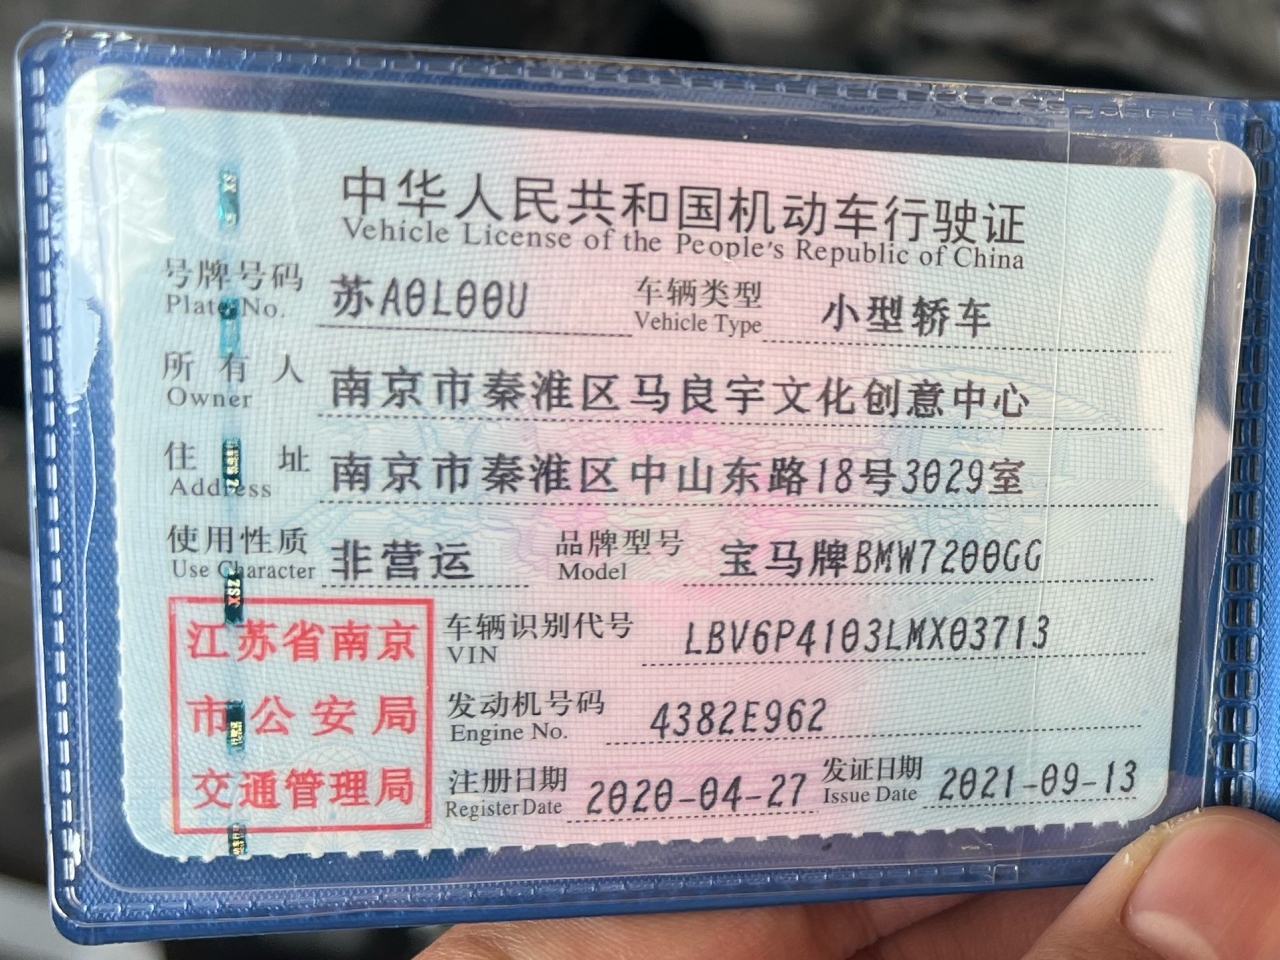 中华人民共和国机动车行驶证
Vehicle License of the People's Republic of China
号牌号码 苏A0L00U 车辆类型 小型轿车
Plate No. Vehicle Type
所有人 南京市秦淮区马良宇文化创意中心
Owner
住址 南京市秦淮区中山东路18号3029室
Address
使用性质 非营运 品牌型号 宝马牌BMW7200GG
Use Character Model
江苏省南京
市公安局
交通管理局
车辆识别代号 LBV6P4103LMX03713
VIN
发动机号码 4382E962
Engine No.
注册日期 2020-04-27 发证日期 2021-09-13
Register Date Issue Date